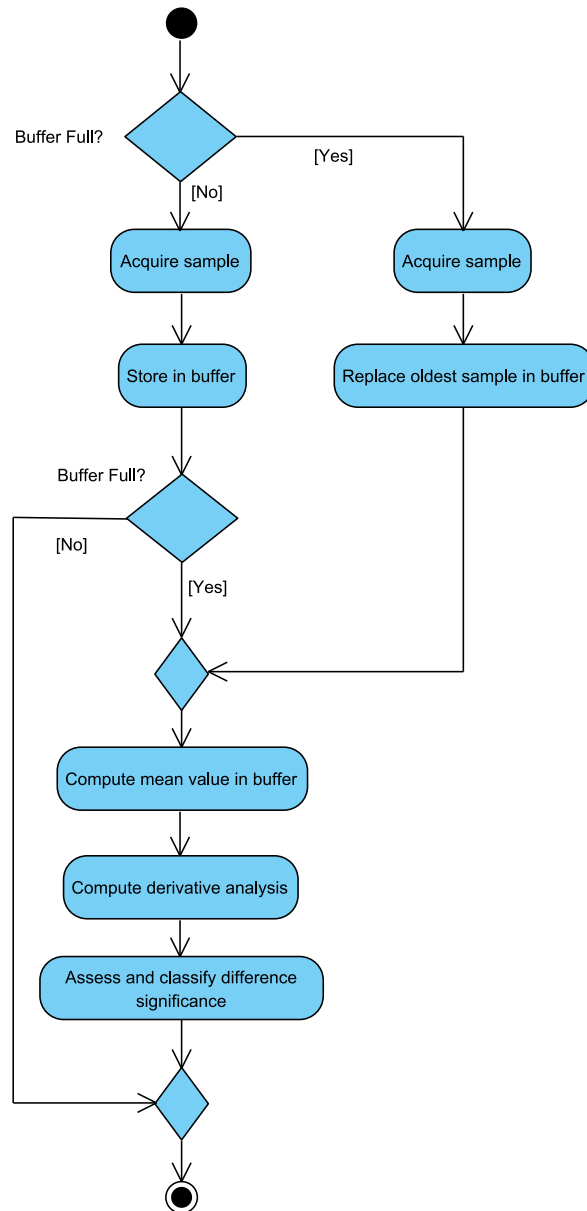 Buffer Full?
[Yes]
[No]
Acquire sample
Acquire sample
Store in buffer
Replace oldest sample in buffer
Buffer Full?
[No]
[Yes]
Compute mean value in buffer
Compute derivative analysis
Assess and classify difference
significance